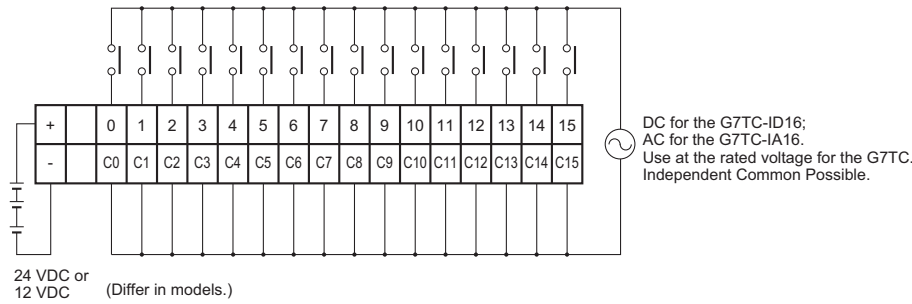 + 0 1 2 3 4 5 6 7 8 9 10 11 12 13 14 15
- C0 C1 C2 C3 C4 C5 C6 C7 C8 C9 C10 C11 C12 C13 C14 C15
DC for the G7TC-ID16;
AC for the G7TC-IA16.
Use at the rated voltage for the G7TC.
Independent Common Possible.
24 VDC or
12 VDC (Differ in models.)